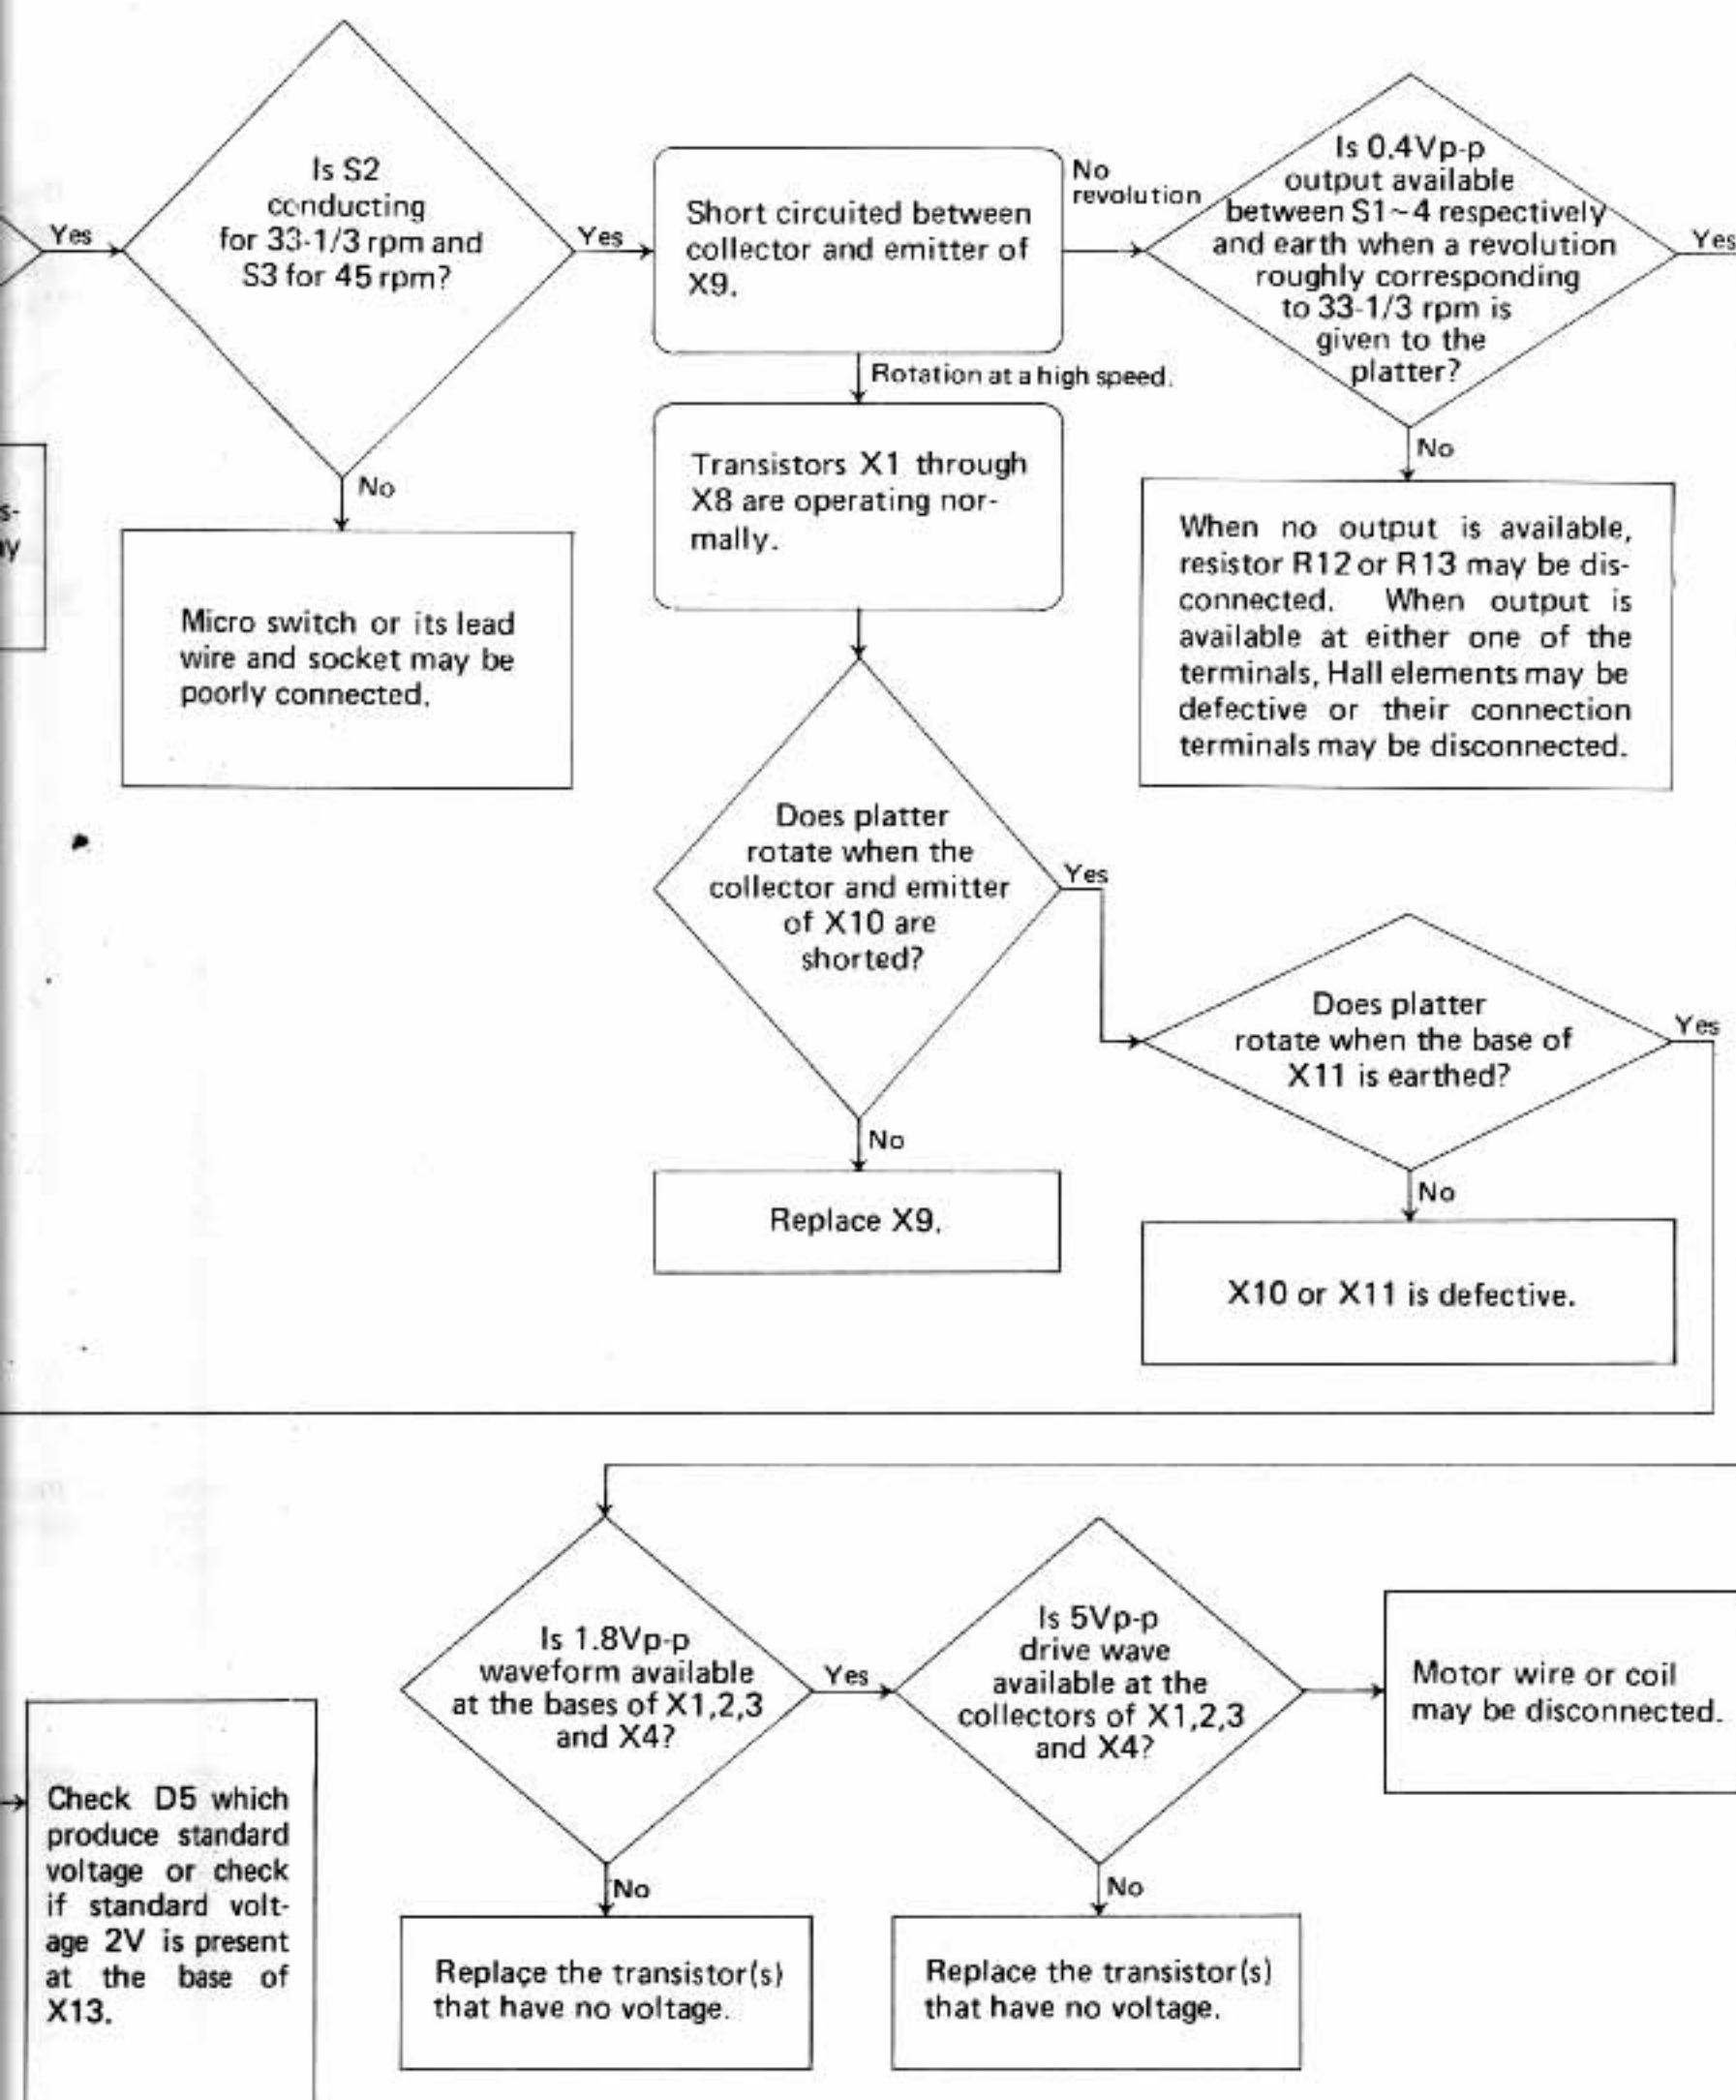 Yes
Is S2
conducting
for 33-1/3 rpm and
S3 for 45 rpm?
Yes
No
Micro switch or its lead
wire and socket may be
poorly connected.
Short circuited between
collector and emitter of
X9.
No
revolution
Rotation at a high speed.
Is 0.4Vp-p
output available
between S1~4 respectively
and earth when a revolution
roughly corresponding
to 33-1/3 rpm is
given to the
platter?
Yes
No
When no output is available,
resistor R12 or R13 may be dis-
connected. When output is
available at either one of the
terminals, Hall elements may be
defective or their connection
terminals may be disconnected.
Transistors X1 through
X8 are operating nor-
mally.
Does platter
rotate when the
collector and emitter
of X10 are
shorted?
Yes
No
Replace X9.
Does platter
rotate when the base of
X11 is earthed?
Yes
No
X10 or X11 is defective.
Is 1.8Vp-p
waveform available
at the bases of X1,2,3
and X4?
Yes
No
Replace the transistor(s)
that have no voltage.
Is 5Vp-p
drive wave
available at the
collectors of X1,2,3
and X4?
No
Replace the transistor(s)
that have no voltage.
Motor wire or coil
may be disconnected.
Check D5 which
produce standard
voltage or check
if standard volt-
age 2V is present
at the base of
X13.